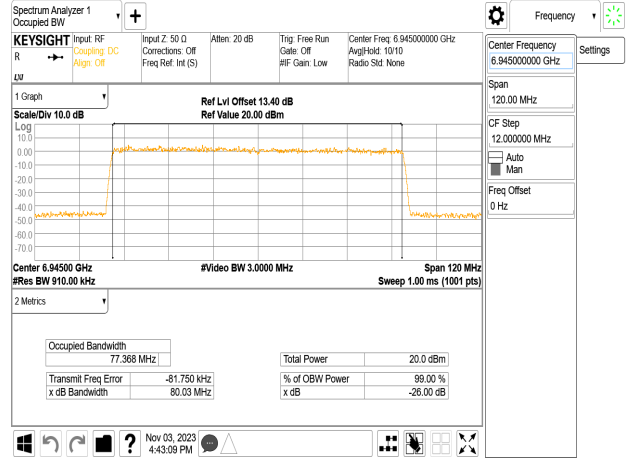 Spectrum Analyzer 1
Occupied BW
Frequency
KEYSIGHT
R
Input: RF
Coupling: DC
Align: Off
Input Z: 50 Ω
Corrections: Off
Freq Ref: Int (S)
Atten: 20 dB
Trig: Free Run
Gate: Off
#IF Gain: Low
Center Freq: 6.945000000 GHz
Avg|Hold: 10/10
Radio Std: None
Center Frequency
6.945000000 GHz
Settings
Span
120.00 MHz
CF Step
12.000000 MHz
Auto
Man
Freq Offset
0 Hz
1 Graph
Scale/Div 10.0 dB
Ref Lvl Offset 13.40 dB
Ref Value 20.00 dBm
Log
10.0
0.00
-10.0
-20.0
-30.0
-40.0
-50.0
-60.0
-70.0
Center 6.94500 GHz
#Video BW 3.0000 MHz
Span 120 MHz
#Res BW 910.00 kHz
Sweep 1.00 ms (1001 pts)
2 Metrics
Occupied Bandwidth
77.368 MHz
Total Power 20.0 dBm
Transmit Freq Error -81.750 kHz
% of OBW Power 99.00 %
x dB Bandwidth 80.03 MHz
x dB -26.00 dB
Nov 03, 2023
4:43:09 PM